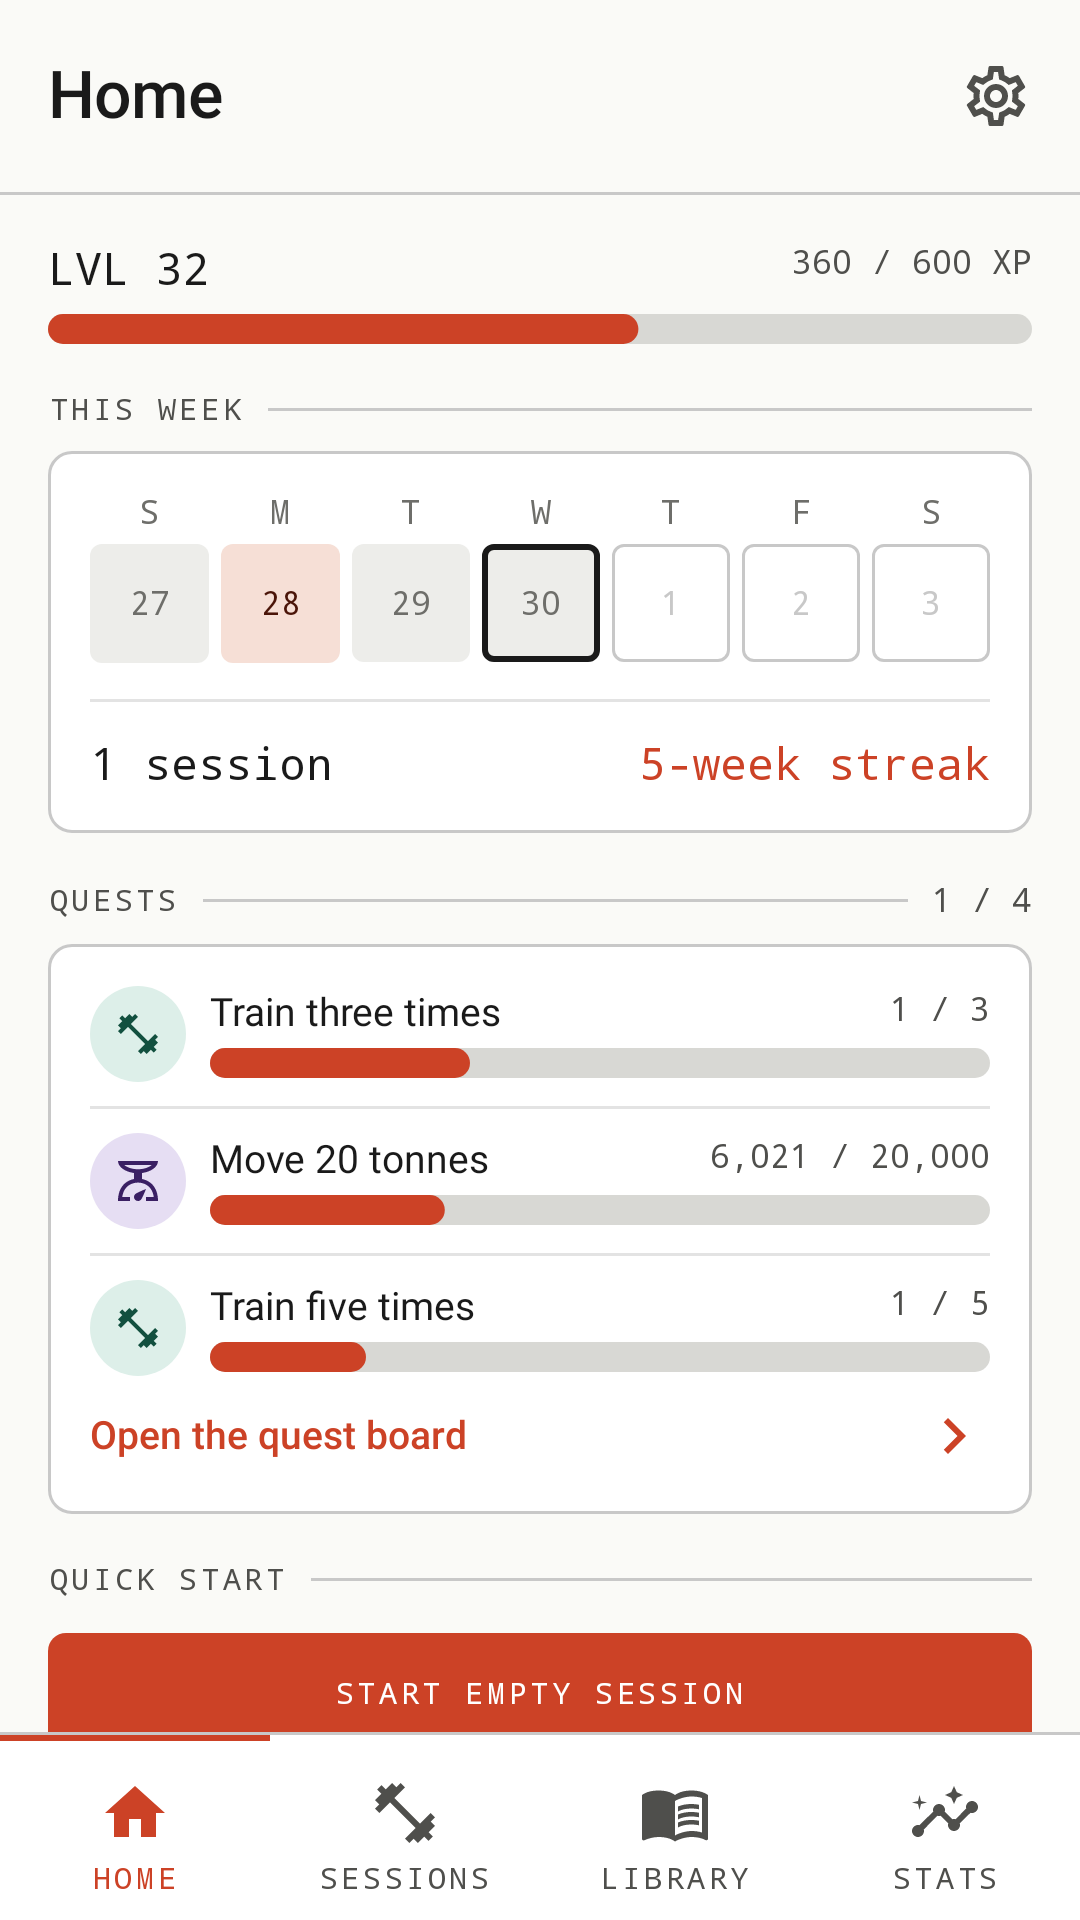 Home
LVL 32
360 / 600 XP
THIS WEEK
S M T W T F S
27 28 29 30 1 2 3
1 session
5-week streak
QUESTS
1 / 4
Train three times
1 / 3
Move 20 tonnes
6,021 / 20,000
Train five times
1 / 5
Open the quest board
QUICK START
START EMPTY SESSION
HOME SESSIONS LIBRARY STATS